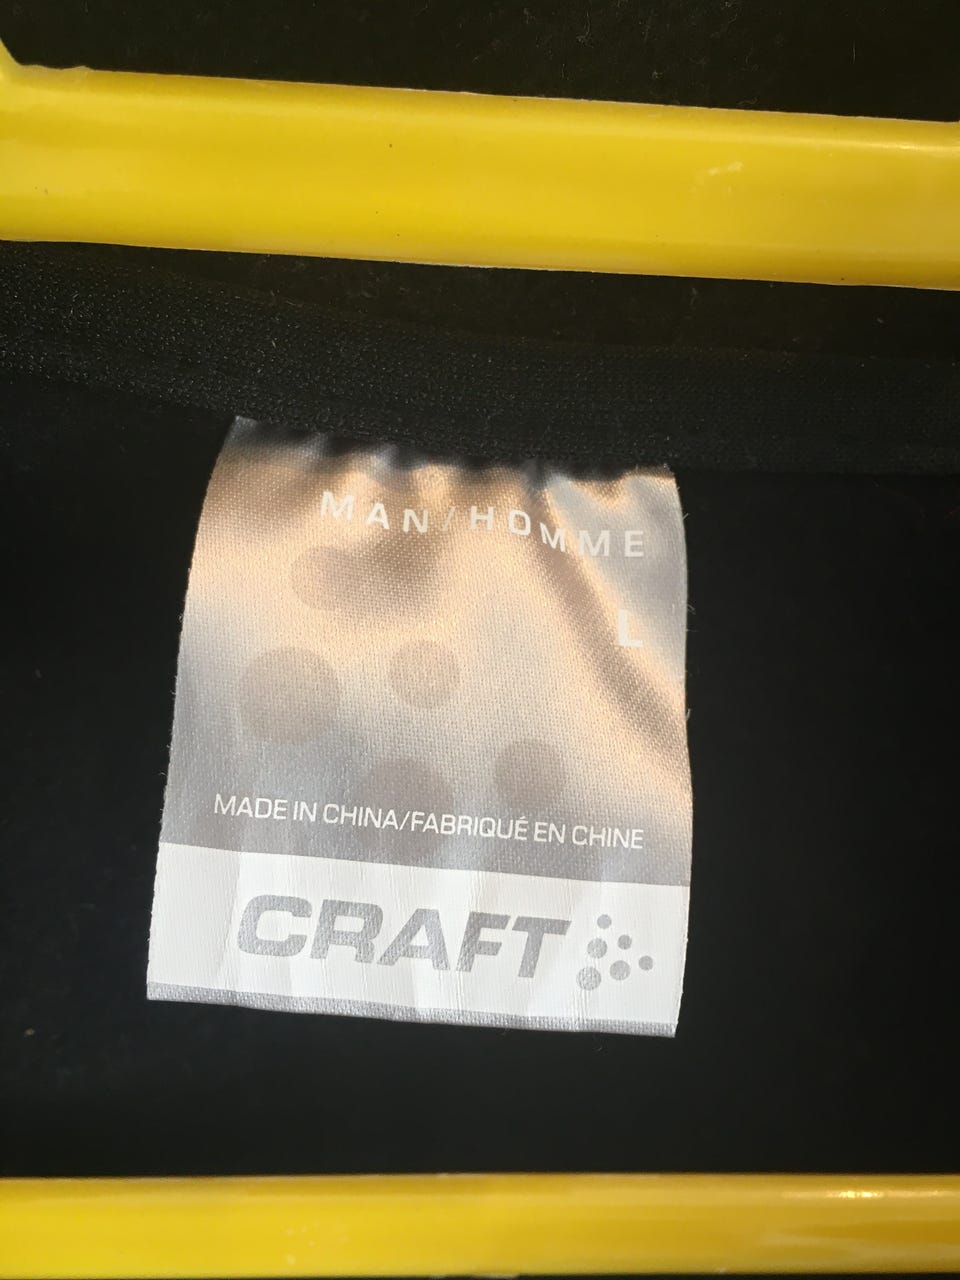 MAN/HOMME
L
MADE IN CHINA/FABRIQUÉ EN CHINE
CRAFT